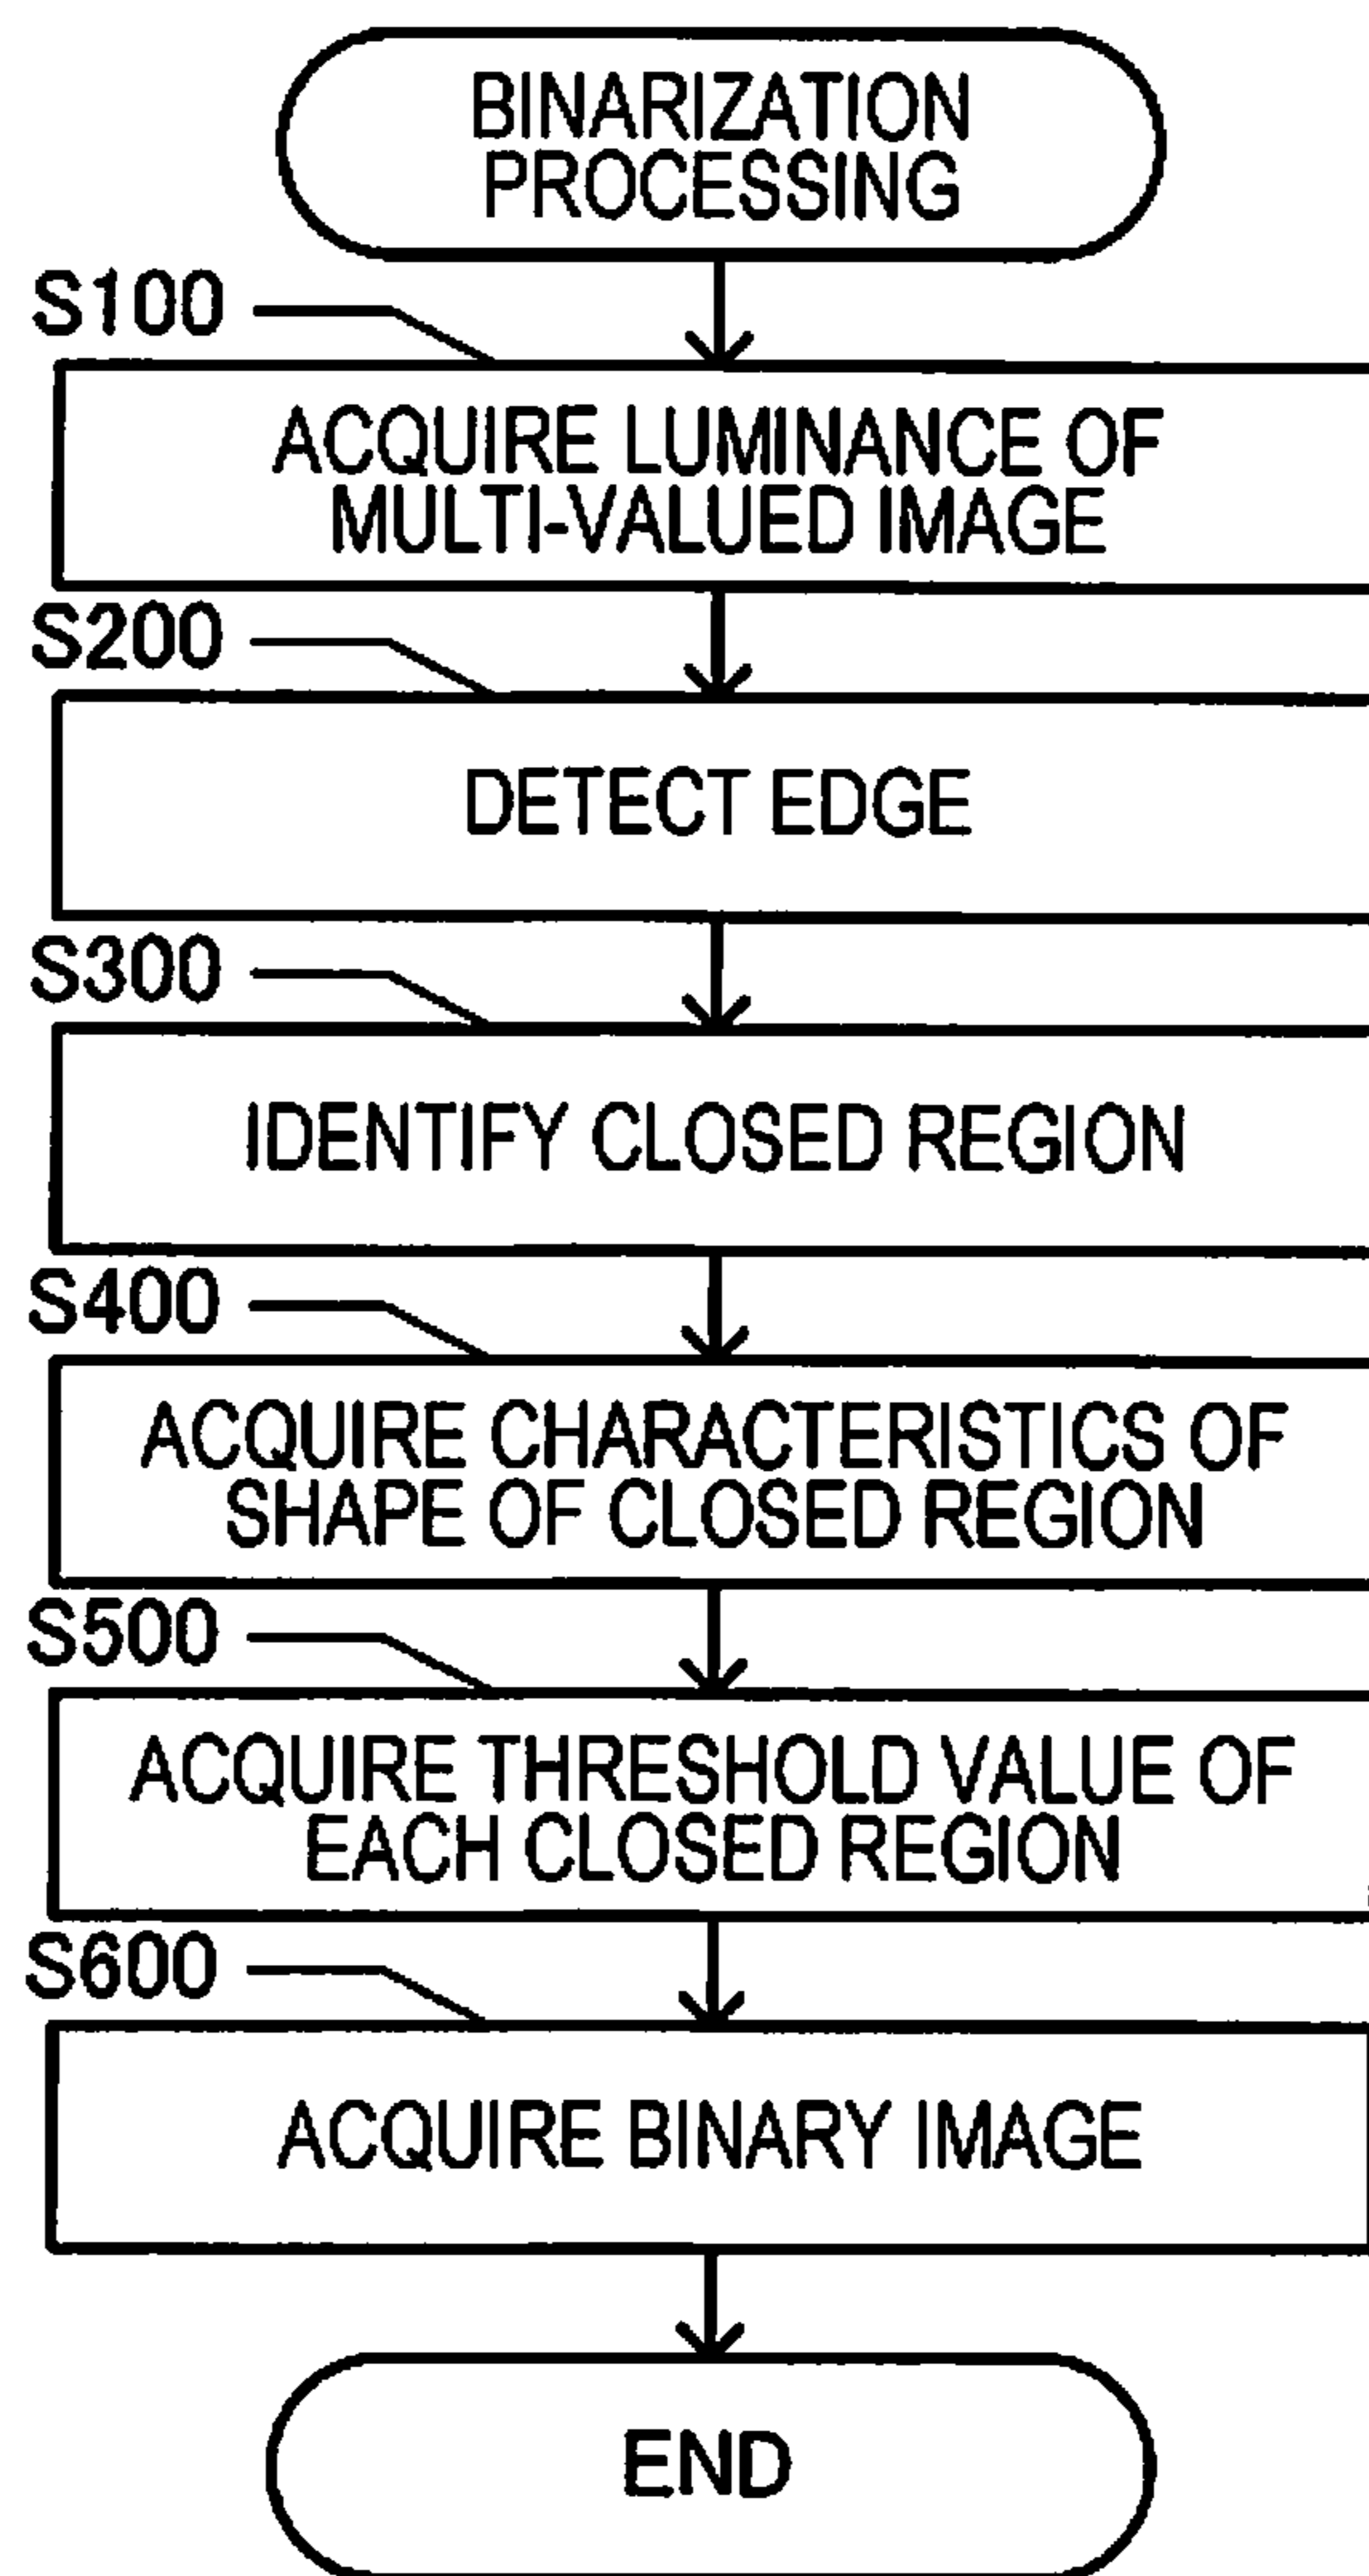 BINARIZATION
PROCESSING
S100
ACQUIRE LUMINANCE OF
MULTI-VALUED IMAGE
S200
DETECT EDGE
S300
IDENTIFY CLOSED REGION
S400
ACQUIRE CHARACTERISTICS OF
SHAPE OF CLOSED REGION
S500
ACQUIRE THRESHOLD VALUE OF
EACH CLOSED REGION
S600
ACQUIRE BINARY IMAGE
END